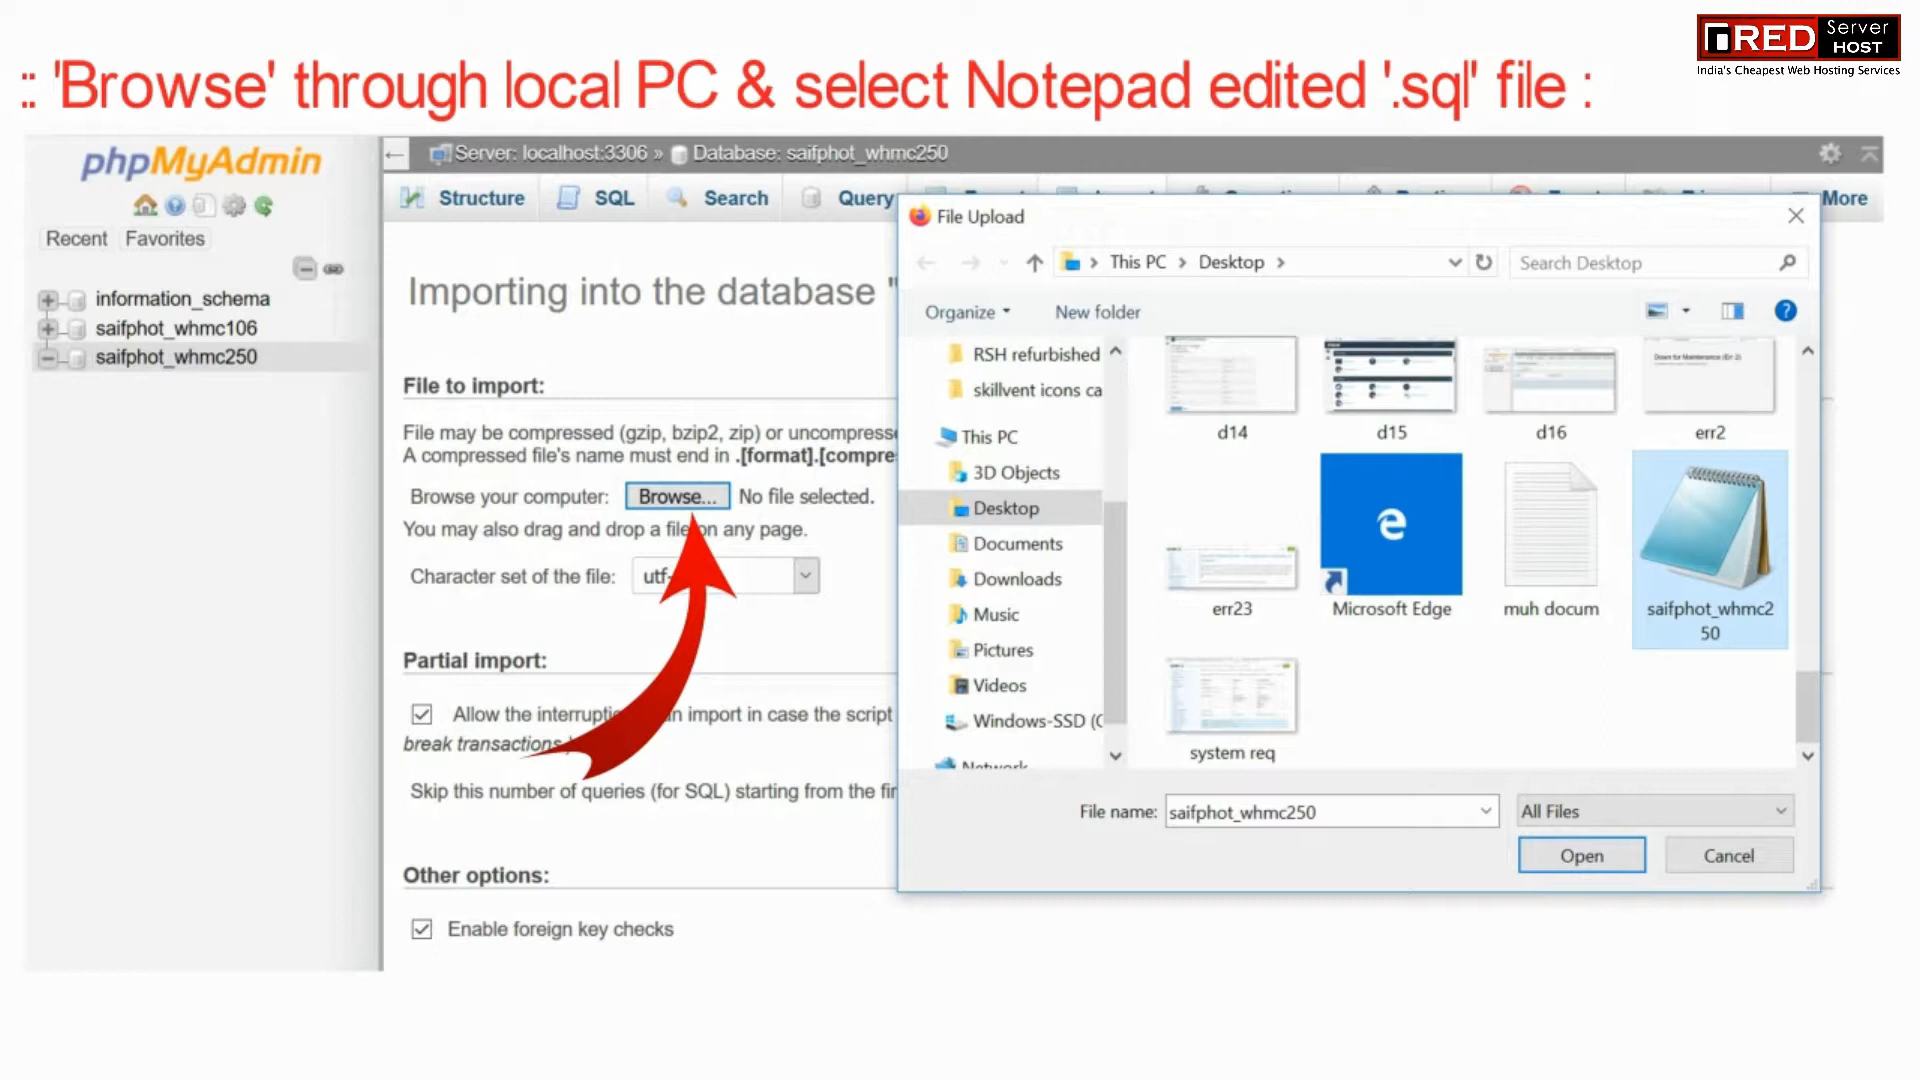 RED Server HOST
India's Cheapest Web Hosting Services
:: 'Browse' through local PC & select Notepad edited '.sql' file :
phpMyAdmin
Recent Favorites
information_schema
saifphot_whmc106
saifphot_whmc250
Server: localhost:3306 » Database: saifphot_whmc250
Structure SQL Search Query More
Importing into the database "
File to import:
File may be compressed (gzip, bzip2, zip) or uncompresse
A compressed file's name must end in .[format].[compre
Browse your computer: Browse... No file selected.
You may also drag and drop a file on any page.
Character set of the file: utf-
Partial import:
Allow the interrupti n import in case the script
break transactions
Skip this number of queries (for SQL) starting from the fir
Other options:
Enable foreign key checks
File Upload
This PC > Desktop >
Search Desktop
Organize New folder
RSH refurbished
skillvent icons ca
This PC
3D Objects
Desktop
Documents
Downloads
Music
Pictures
Videos
Windows-SSD (C
Network
Down for Maintenance (Err 2)
d14 d15 d16 err2
err23 Microsoft Edge muh docum saifphot_whmc2
50
system req
File name: saifphot_whmc250 All Files
Open Cancel